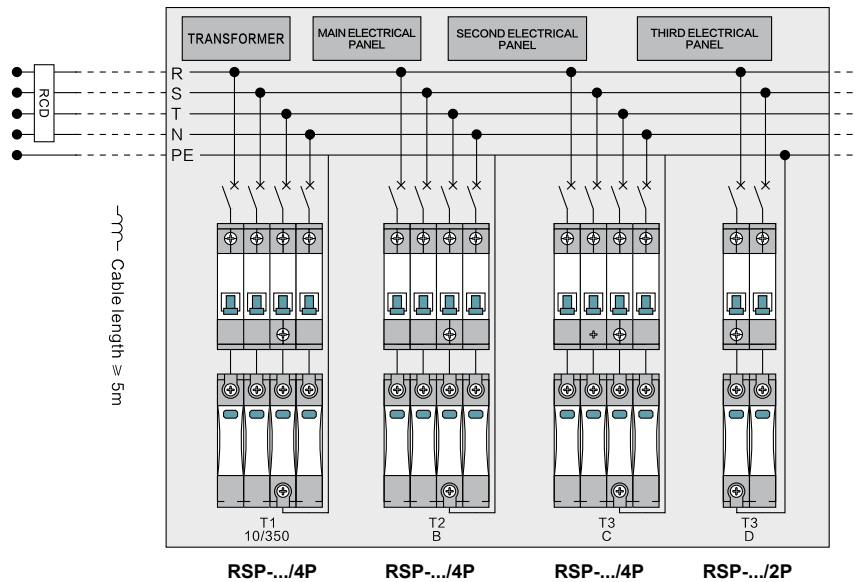 TRANSFORMER
MAIN ELECTRICAL
PANEL
SECOND ELECTRICAL
PANEL
THIRD ELECTRICAL
PANEL
R
S
T
N
PE
RCD
Cable length ≥ 5m
T1
10/350
T2
B
T3
C
T3
D
RSP-.../4P
RSP-.../4P
RSP-.../4P
RSP-.../2P